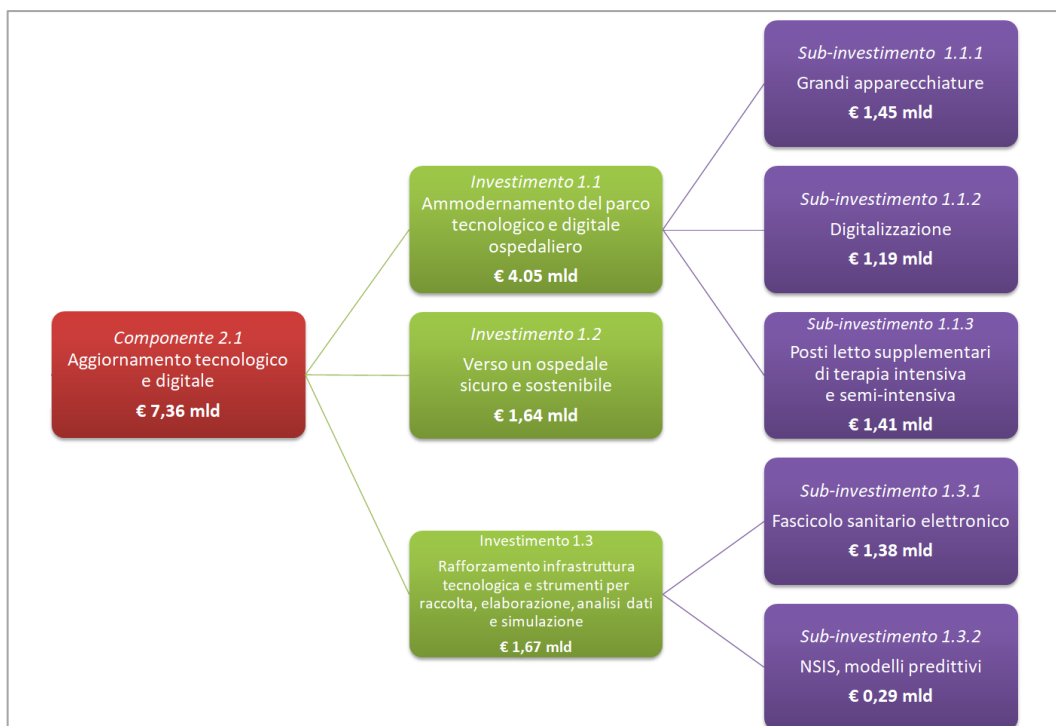 Componente 2.1
Aggiornamento tecnologico
e digitale
€ 7,36 mld
Investimento 1.1
Ammodernamento del parco
tecnologico e digitale
ospedaliero
€ 4.05 mld
Investimento 1.2
Verso un ospedale
sicuro e sostenibile
€ 1,64 mld
Investimento 1.3
Rafforzamento infrastruttura
tecnologica e strumenti per
raccolta, elaborazione, analisi dati
e simulazione
€ 1,67 mld
Sub-investimento 1.1.1
Grandi apparecchiature
€ 1,45 mld
Sub-investimento 1.1.2
Digitalizzazione
€ 1,19 mld
Sub-investimento 1.1.3
Posti letto supplementari
di terapia intensiva
e semi-intensiva
€ 1,41 mld
Sub-investimento 1.3.1
Fascicolo sanitario elettronico
€ 1,38 mld
Sub-investimento 1.3.2
NSIS, modelli predittivi
€ 0,29 mld